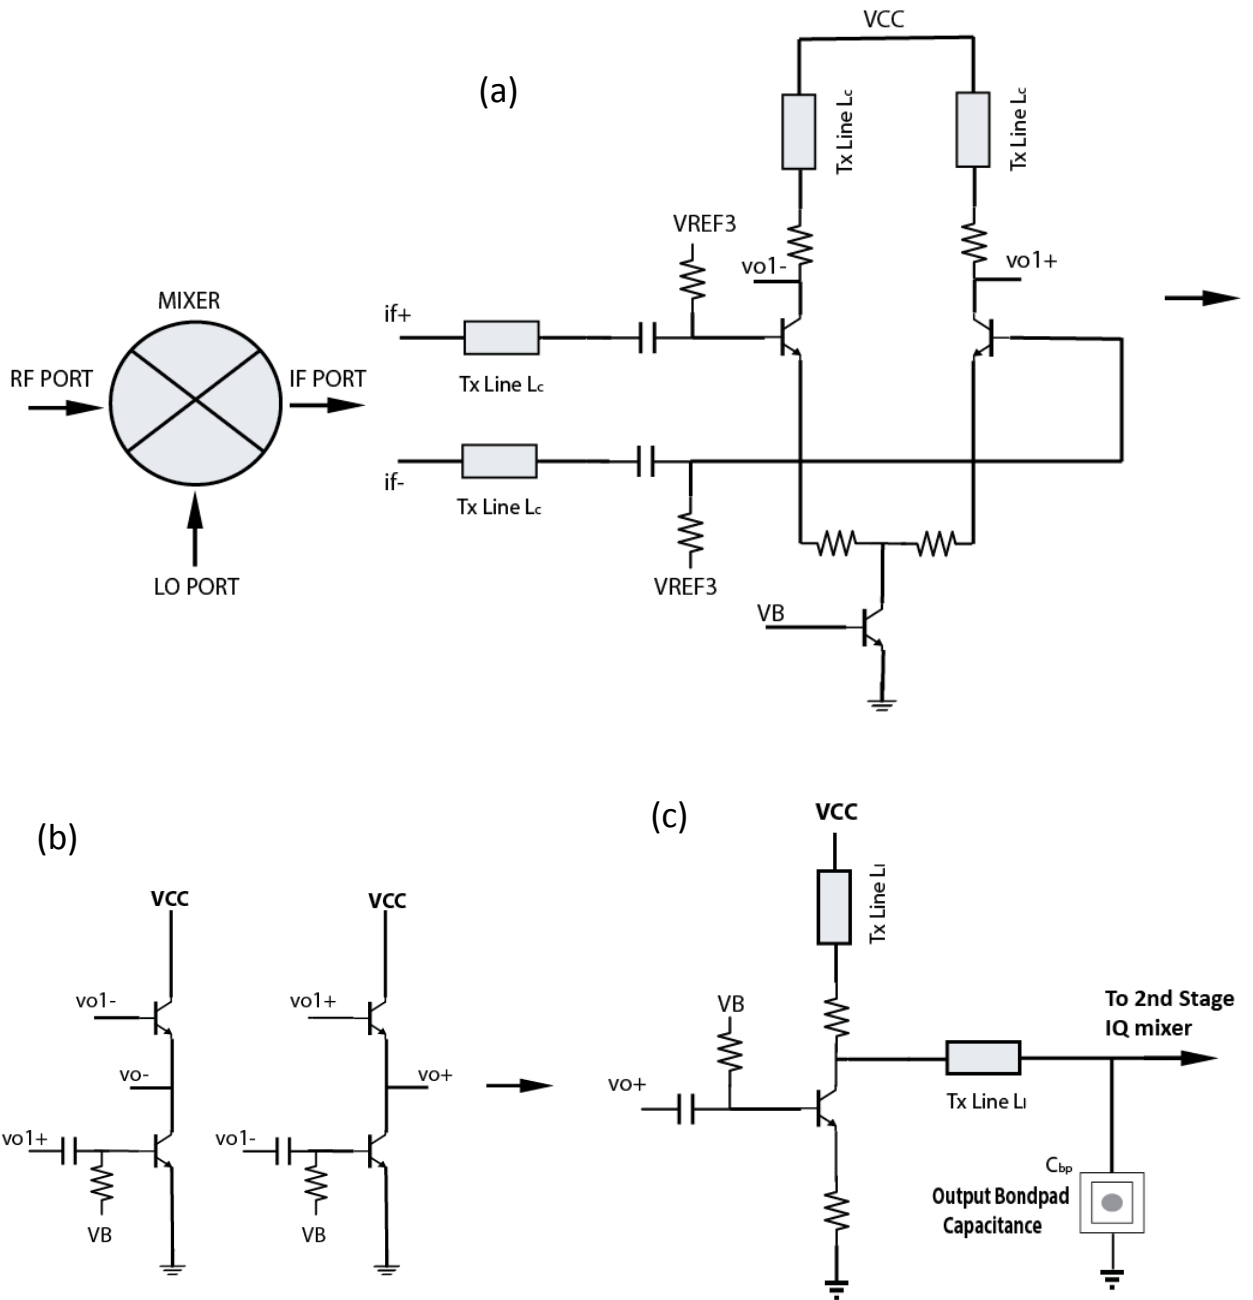 VCC
(a)
Tx Line Lc
Tx Line Lc
VREF3
vo1-
vo1+
MIXER
if+
RF PORT
IF PORT
Tx Line Lc
if-
Tx Line Lc
LO PORT
VREF3
VB
(b)
(c)
VCC
Tx Line Ll
VCC
VCC
vo1-
vo1+
VB
To 2nd Stage
IQ mixer
vo-
vo+
vo+
Tx Line Ll
vo1+
vo1-
VB
VB
Cbp
Output Bondpad
Capacitance